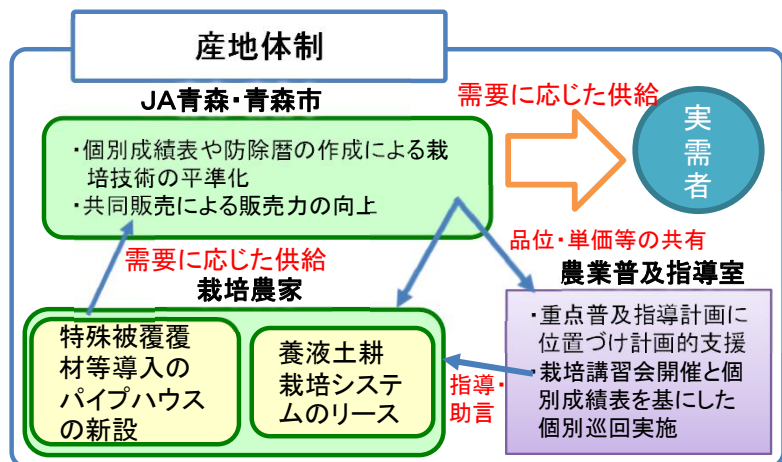 産地体制
JA青森・青森市
・個別成績表や防除暦の作成による栽
培技術の平準化
・共同販売による販売力の向上
需要に応じた供給
実
需
者
品位・単価等の共有
需要に応じた供給
栽培農家
特殊被覆覆
材等導入の
パイプハウス
の新設
養液土耕
栽培システ
ムのリース
指導・
助言
農業普及指導室
・重点普及指導計画に
位置づけ計画的支援
・栽培講習会開催と個
別成績表を基にした
個別巡回実施